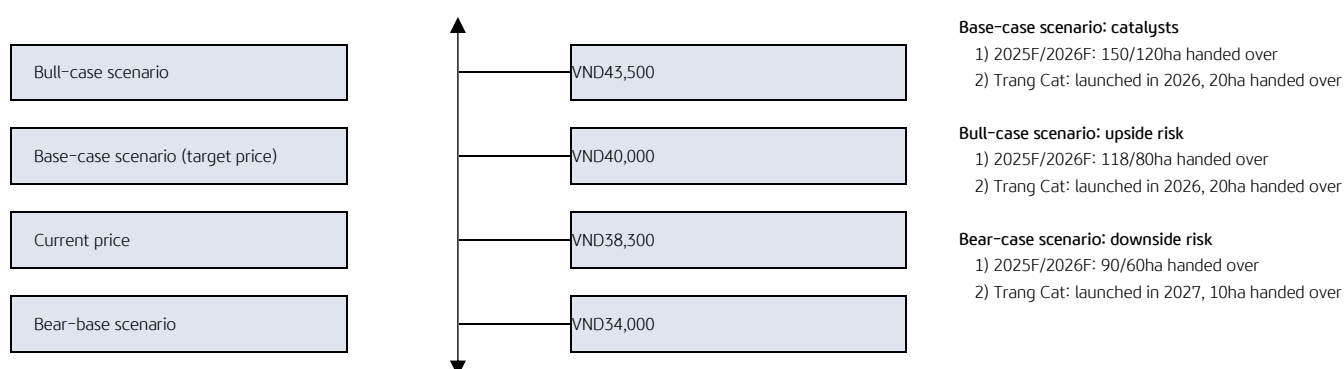 Bull-case scenario
VND43,500
Base-case scenario (target price)
VND40,000
Current price
VND38,300
Bear-base scenario
VND34,000
Base-case scenario: catalysts
1) 2025F/2026F: 150/120ha handed over
2) Trang Cat: launched in 2026, 20ha handed over
Bull-case scenario: upside risk
1) 2025F/2026F: 118/80ha handed over
2) Trang Cat: launched in 2026, 20ha handed over
Bear-case scenario: downside risk
1) 2025F/2026F: 90/60ha handed over
2) Trang Cat: launched in 2027, 10ha handed over